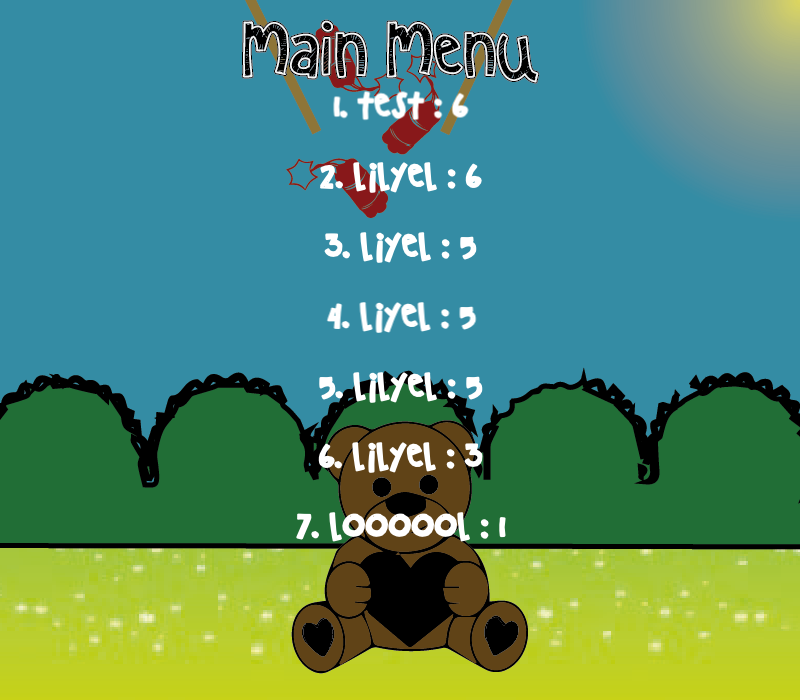 Main Menu
1. test : 6
2. Lilyel : 6
3. Liyel : 5
4. Liyel : 5
5. Lilyel : 5
6. Lilyel : 3
7. LOOOOOL : 1